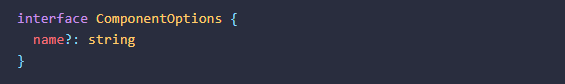 interface ComponentOptions {
  name?: string
}